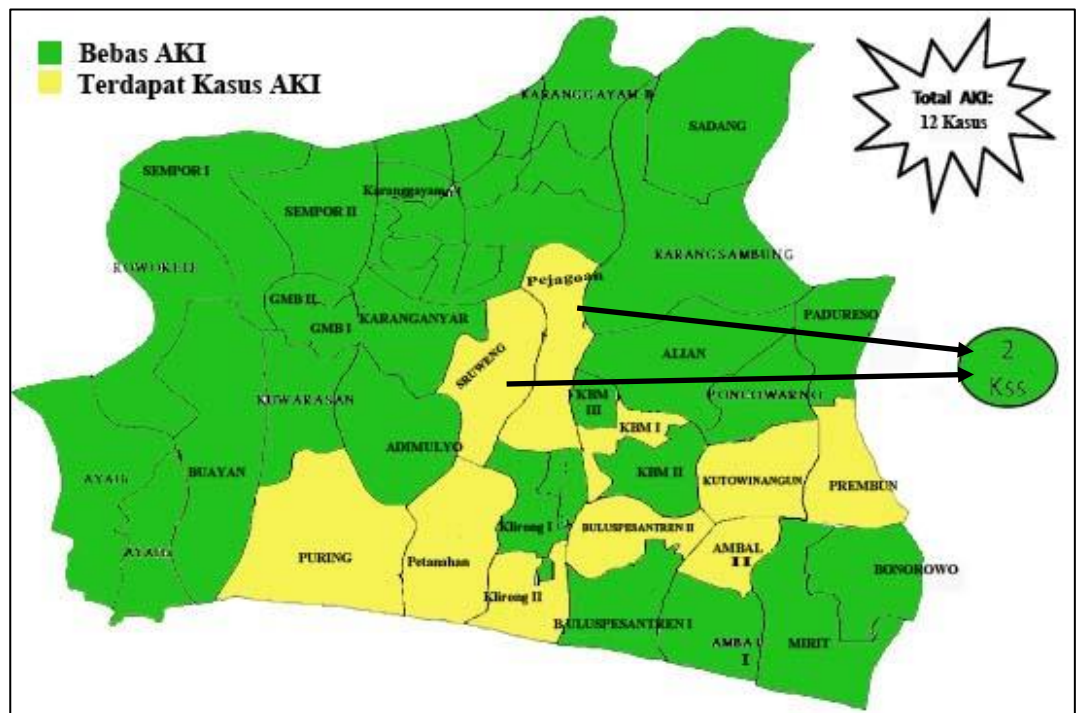 Bebas AKI
Terdapat Kasus AKI
Total AKI:
12 Kasus
KARANGGAYAM II
SADANG
SEMPOR I
Karanggayam I
SEMPOR II
KARANGSAMBUNG
ROWOKELE
Pejagoan
GMB II
GMB I
KARANGANYAR
PADURESO
ALIAN
2
Kss
SRUWENG
KUWARASAN
KBM
III
PONCOWARNO
KBM I
ADIMULYO
BUAYAN
KBM II
KUTOWINANGUN
PREMBUN
Klirong I
BULUSPESANTREN II
PURING
Petanahan
AMBAL
II
BONOROWO
Klirong II
BULUSPESANTREN I
AMBAL
I
MIRIT